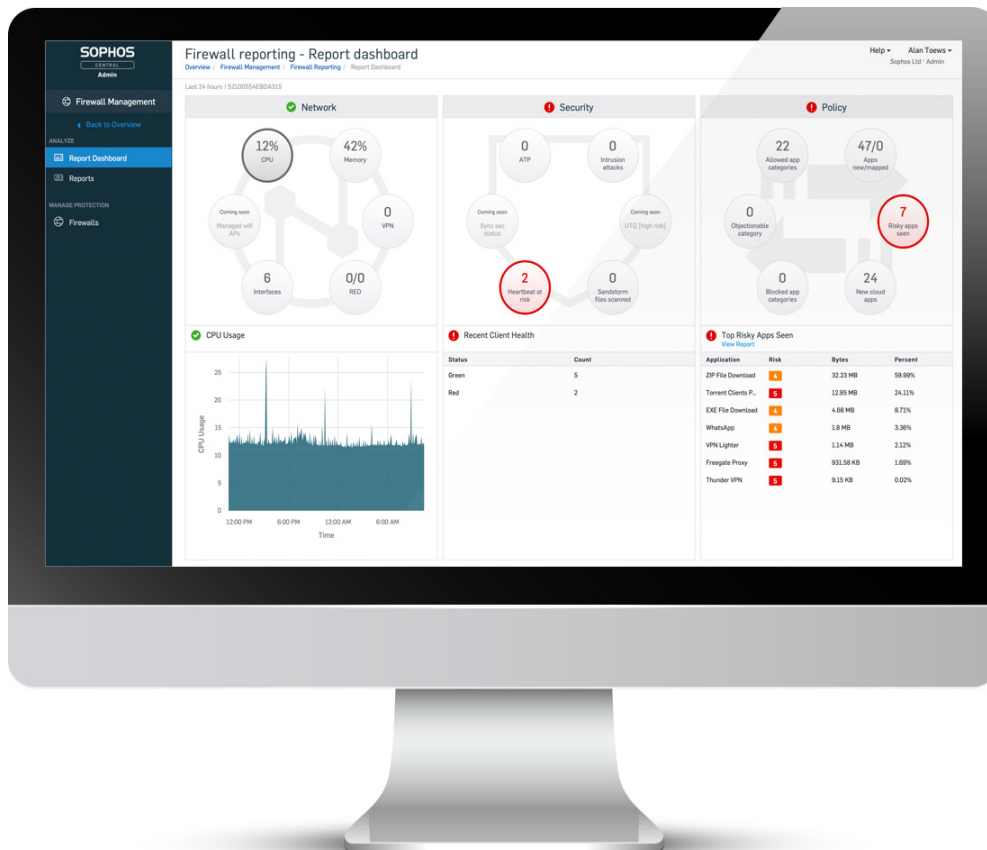 SOPHOS
CENTRAL
Admin
Firewall Management
Back to Overview
ANALYZE
Report Dashboard
Reports
MANAGE PROTECTION
Firewalls
Firewall reporting - Report dashboard
Overview / Firewall Management / Firewall Reporting / Report Dashboard
Help
Alan Toews
Sophos Ltd · Admin
Network
12%
CPU
42%
Memory
Coming soon
Managed wifi
APs
0
VPN
6
Interfaces
0/0
RED
Security
0
ATP
0
Intrusion
attacks
Coming soon
Sync sec
status
Coming soon
UTQ [high risk]
2
Heartbeat at
risk
0
Sandstorm
files scanned
Policy
22
Allowed app
categories
47/0
Apps
new/mapped
0
Objectionable
category
7
Risky apps
seen
0
Blocked app
categories
24
New cloud
apps
CPU Usage
CPU Usage
25
20
15
10
5
0
12:00 PM 6:00 PM 12:00 AM 6:00 AM
Time
Recent Client Health
Status Count
Green 5
Red 2
Top Risky Apps Seen
View Report
Application Risk Bytes Percent
ZIP File Download 4 32.23 MB 59.99%
Torrent Clients P... 5 12.95 MB 24.11%
EXE File Download 4 4.68 MB 8.71%
WhatsApp 4 1.8 MB 3.36%
VPN Lighter 5 1.14 MB 2.12%
Freegate Proxy 5 931.58 KB 1.69%
Thunder VPN 5 9.15 KB 0.02%